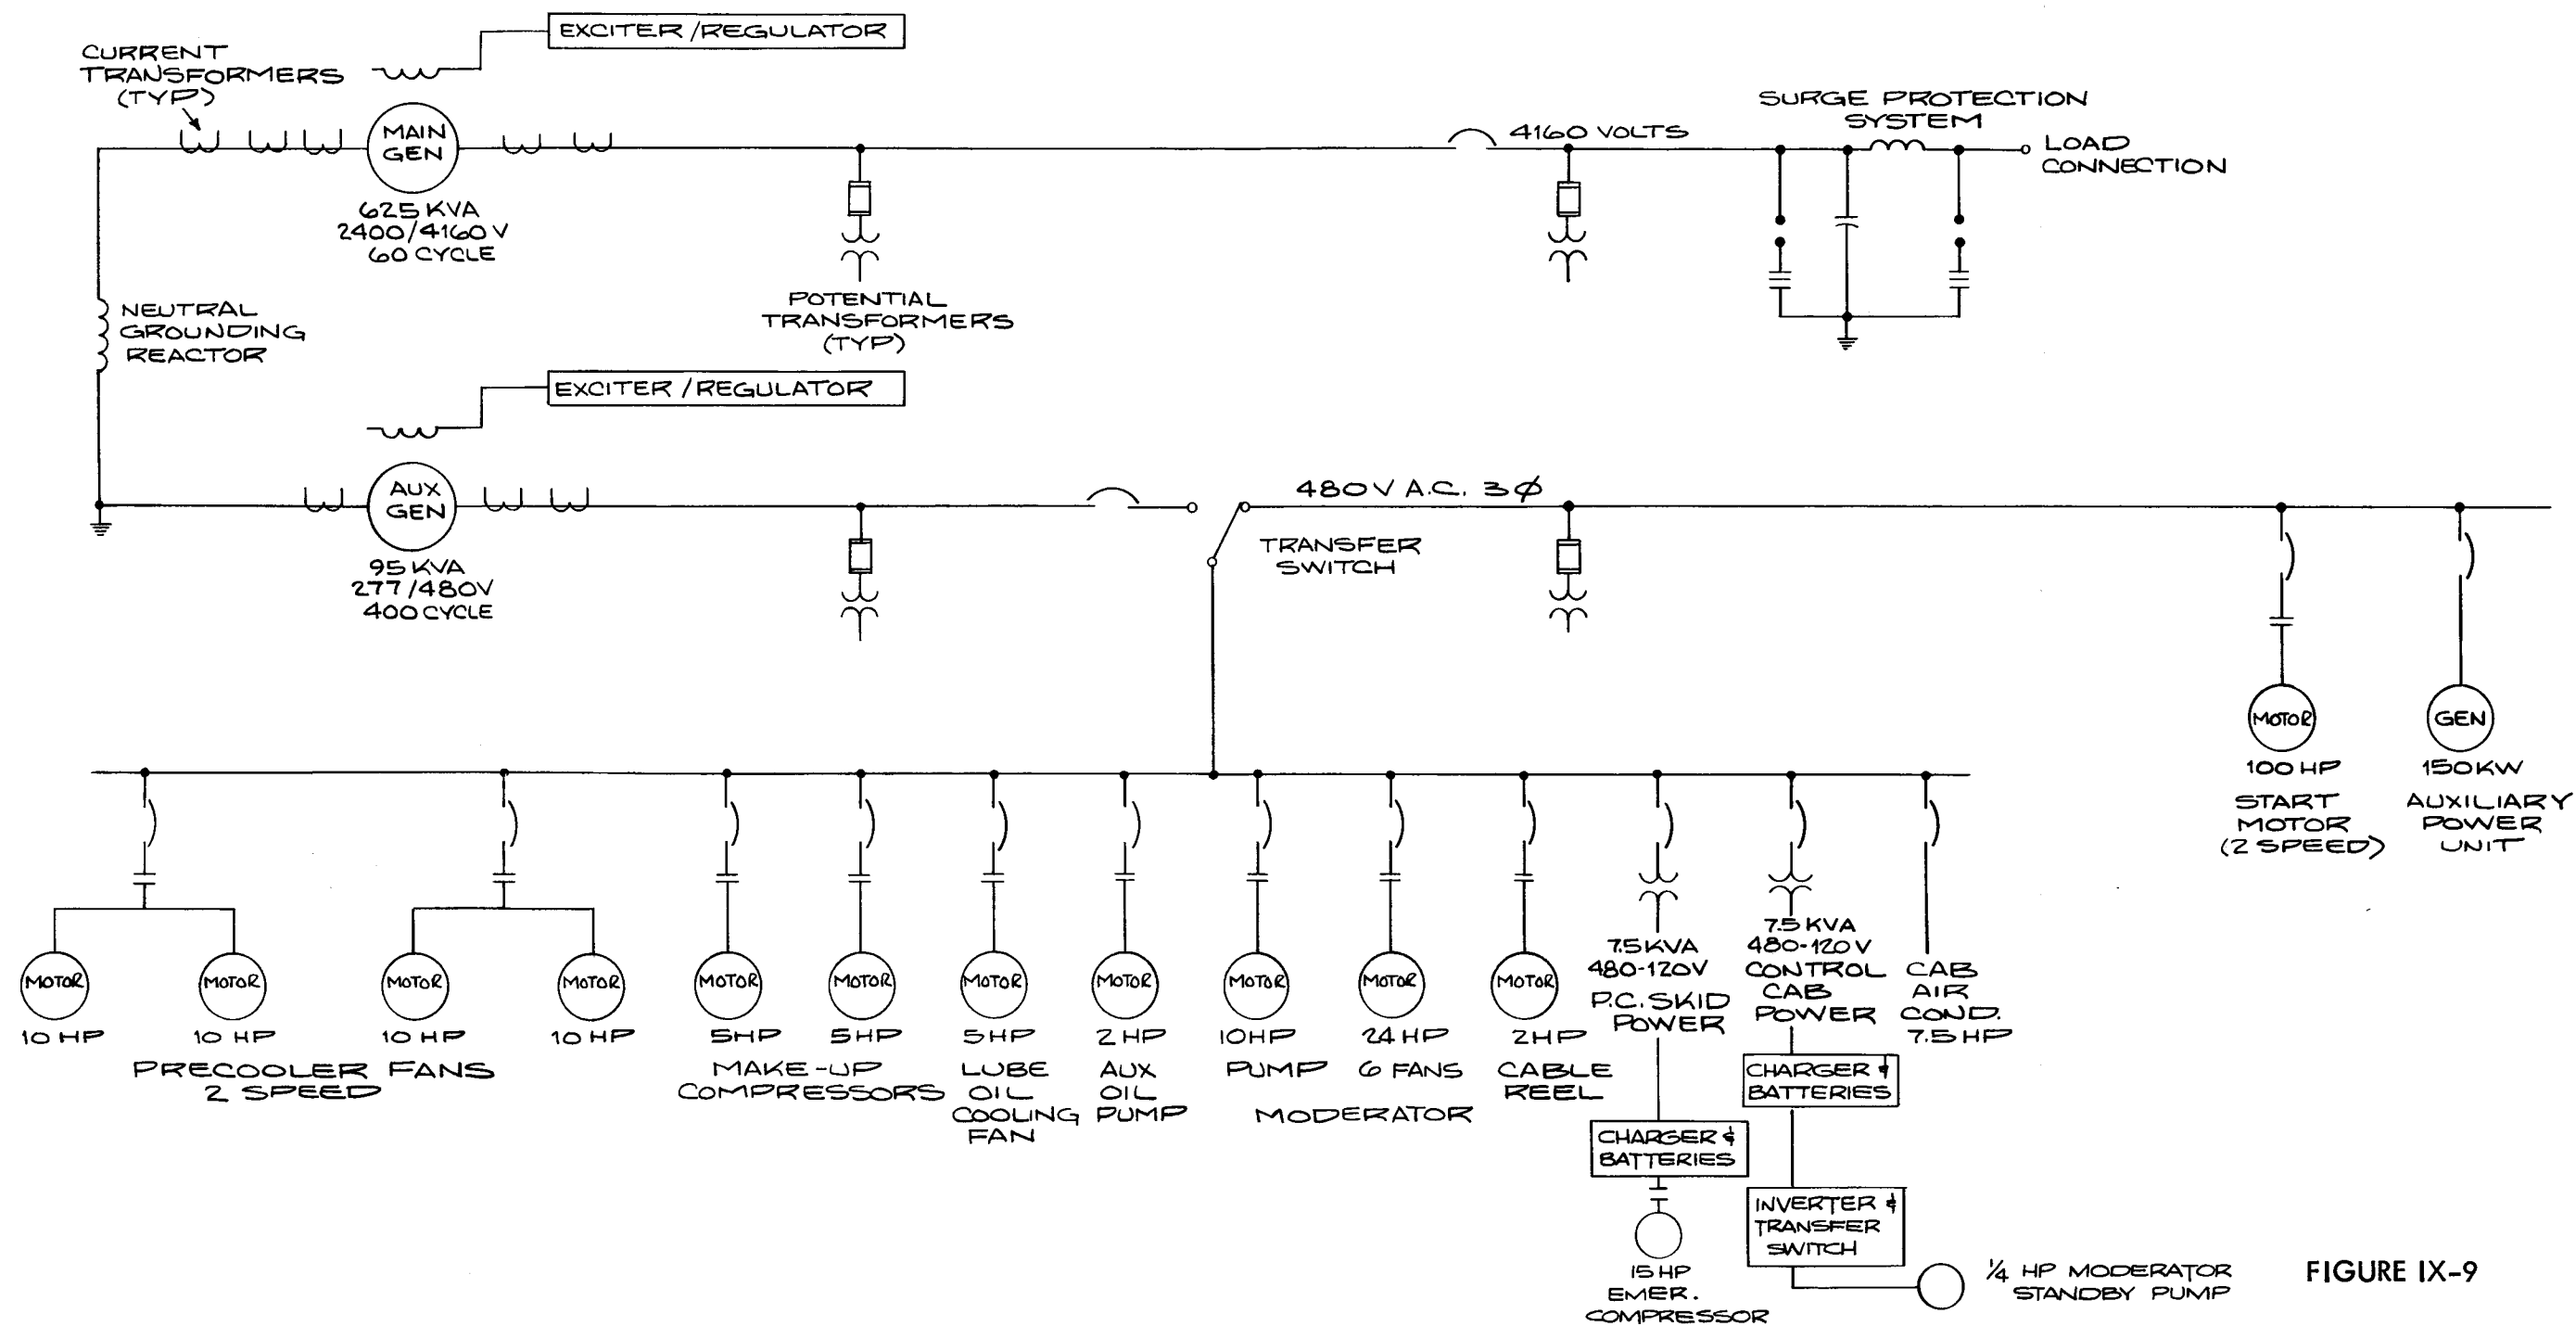 EXCITER/REGULATOR
CURRENT
TRANSFORMERS
(TYP)
MAIN
GEN
625 KVA
2400/4160 V
60 CYCLE
4160 VOLTS
SURGE PROTECTION
SYSTEM
LOAD
CONNECTION
NEUTRAL
GROUNDING
REACTOR
POTENTIAL
TRANSFORMERS
(TYP)
EXCITER/REGULATOR
AUX
GEN
95 KVA
277/480V
400 CYCLE
480 V A.C. 3Ø
TRANSFER
SWITCH
MOTOR
100 HP
START
MOTOR
(2 SPEED)
GEN
150 KW
AUXILIARY
POWER
UNIT
MOTOR
10 HP
MOTOR
10 HP
MOTOR
10 HP
MOTOR
10 HP
PRECOOLER FANS
2 SPEED
MOTOR
5HP
MOTOR
5HP
MAKE-UP
COMPRESSORS
MOTOR
5HP
LUBE
OIL
COOLING
FAN
MOTOR
2 HP
AUX
OIL
PUMP
MOTOR
10HP
PUMP
MOTOR
24 HP
6 FANS
MODERATOR
MOTOR
2HP
CABLE
REEL
7.5 KVA
480-120V
P.C. SKID
POWER
CHARGER &
BATTERIES
15 HP
EMER.
COMPRESSOR
7.5 KVA
480-120 V
CONTROL
CAB
POWER
CHARGER &
BATTERIES
INVERTER &
TRANSFER
SWITCH
1/4 HP MODERATOR
STANDBY PUMP
CAB
AIR
COND.
7.5 HP
FIGURE IX-9